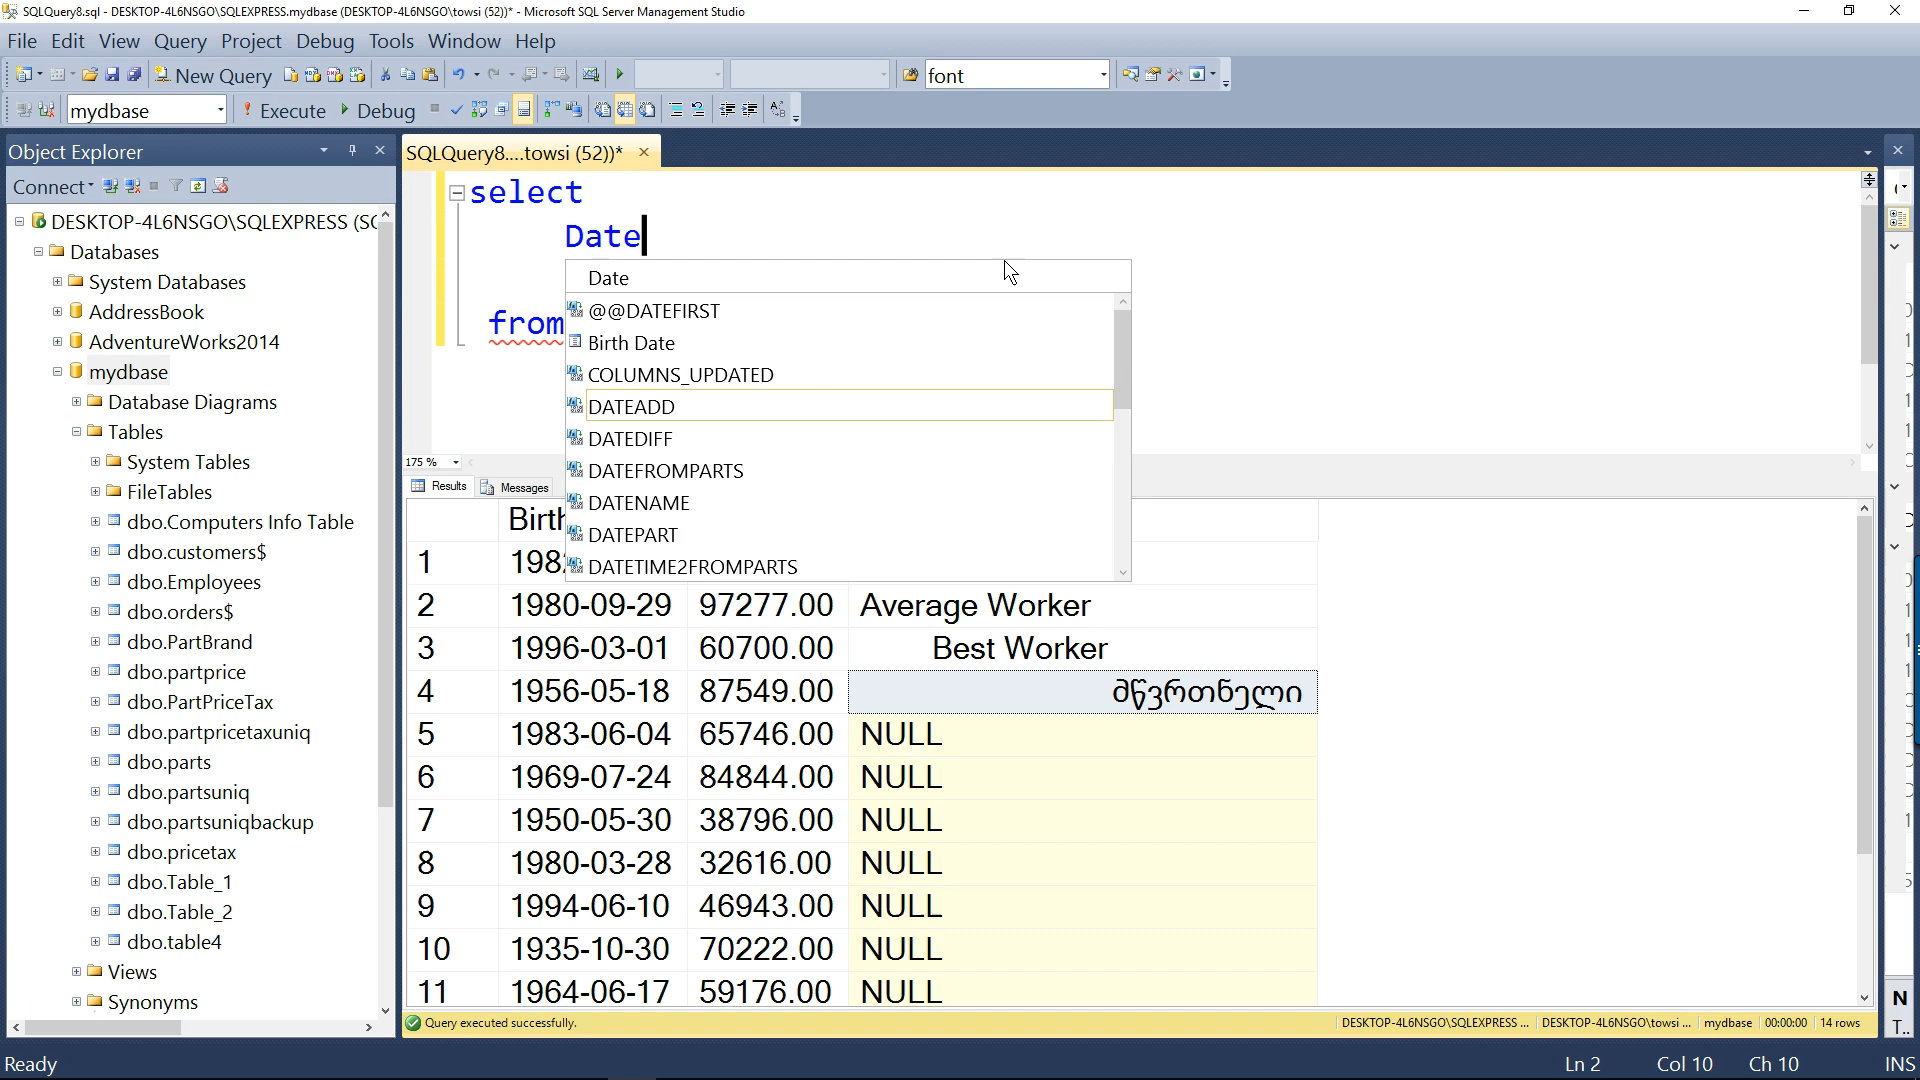 SQLQuery8.sql - DESKTOP-4L6NSGO\SQLEXPRESS.mydbase (DESKTOP-4L6NSGO\towsi (52))* - Microsoft SQL Server Management Studio
File Edit View Query Project Debug Tools Window Help
New Query font
mydbase Execute Debug
Object Explorer
Connect
DESKTOP-4L6NSGO\SQLEXPRESS (SQ
Databases
System Databases
AddressBook
AdventureWorks2014
mydbase
Database Diagrams
Tables
System Tables
FileTables
dbo.Computers Info Table
dbo.customers$
dbo.Employees
dbo.orders$
dbo.PartBrand
dbo.partprice
dbo.PartPriceTax
dbo.partpricetaxuniq
dbo.parts
dbo.partsuniq
dbo.partsuniqbackup
dbo.pricetax
dbo.Table_1
dbo.Table_2
dbo.table4
Views
Synonyms
SQLQuery8....towsi (52))*
select
Date
from
Date
@@DATEFIRST
Birth Date
COLUMNS_UPDATED
DATEADD
DATEDIFF
DATEFROMPARTS
DATENAME
DATEPART
DATETIME2FROMPARTS
175 %
Results Messages
Birth
1 198
2 1980-09-29 97277.00 Average Worker
3 1996-03-01 60700.00 Best Worker
4 1956-05-18 87549.00 მწვრთნელი
5 1983-06-04 65746.00 NULL
6 1969-07-24 84844.00 NULL
7 1950-05-30 38796.00 NULL
8 1980-03-28 32616.00 NULL
9 1994-06-10 46943.00 NULL
10 1935-10-30 70222.00 NULL
11 1964-06-17 59176.00 NULL
Query executed successfully. DESKTOP-4L6NSGO\SQLEXPRESS ... DESKTOP-4L6NSGO\towsi ... mydbase 00:00:00 14 rows
N
T..
Ready Ln 2 Col 10 Ch 10 INS